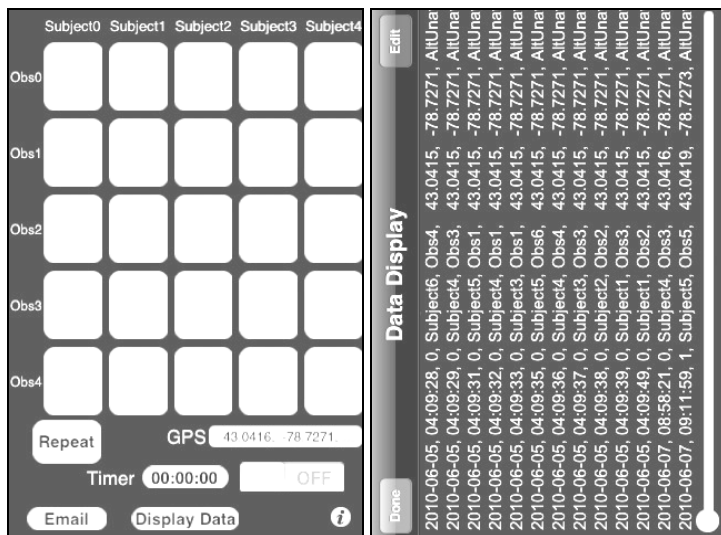 Subject0 Subject1 Subject2 Subject3 Subject4
Obs0
Obs1
Obs2
Obs3
Obs4
Repeat
GPS 43.0416, -78.7271,
Timer 00:00:00 OFF
Email Display Data i
Done Data Display Edit
2010-06-05, 04:09:28, 0, Subject6, Obs4, 43.0415, -78.7271, AltUna
2010-06-05, 04:09:29, 0, Subject4, Obs3, 43.0415, -78.7271, AltUna
2010-06-05, 04:09:31, 0, Subject5, Obs1, 43.0415, -78.7271, AltUna
2010-06-05, 04:09:32, 0, Subject4, Obs1, 43.0415, -78.7271, AltUna
2010-06-05, 04:09:33, 0, Subject3, Obs1, 43.0415, -78.7271, AltUna
2010-06-05, 04:09:35, 0, Subject5, Obs6, 43.0415, -78.7271, AltUna
2010-06-05, 04:09:36, 0, Subject4, Obs4, 43.0415, -78.7271, AltUna
2010-06-05, 04:09:37, 0, Subject3, Obs3, 43.0415, -78.7271, AltUna
2010-06-05, 04:09:38, 0, Subject2, Obs2, 43.0415, -78.7271, AltUna
2010-06-05, 04:09:39, 0, Subject1, Obs3, 43.0415, -78.7271, AltUna
2010-06-05, 04:09:49, 0, Subject1, Obs2, 43.0415, -78.7271, AltUna
2010-06-07, 08:58:21, 0, Subject4, Obs3, 43.0416, -78.7271, AltUna
2010-06-07, 09:11:59, 1, Subject5, Obs5, 43.0419, -78.7273, AltUna